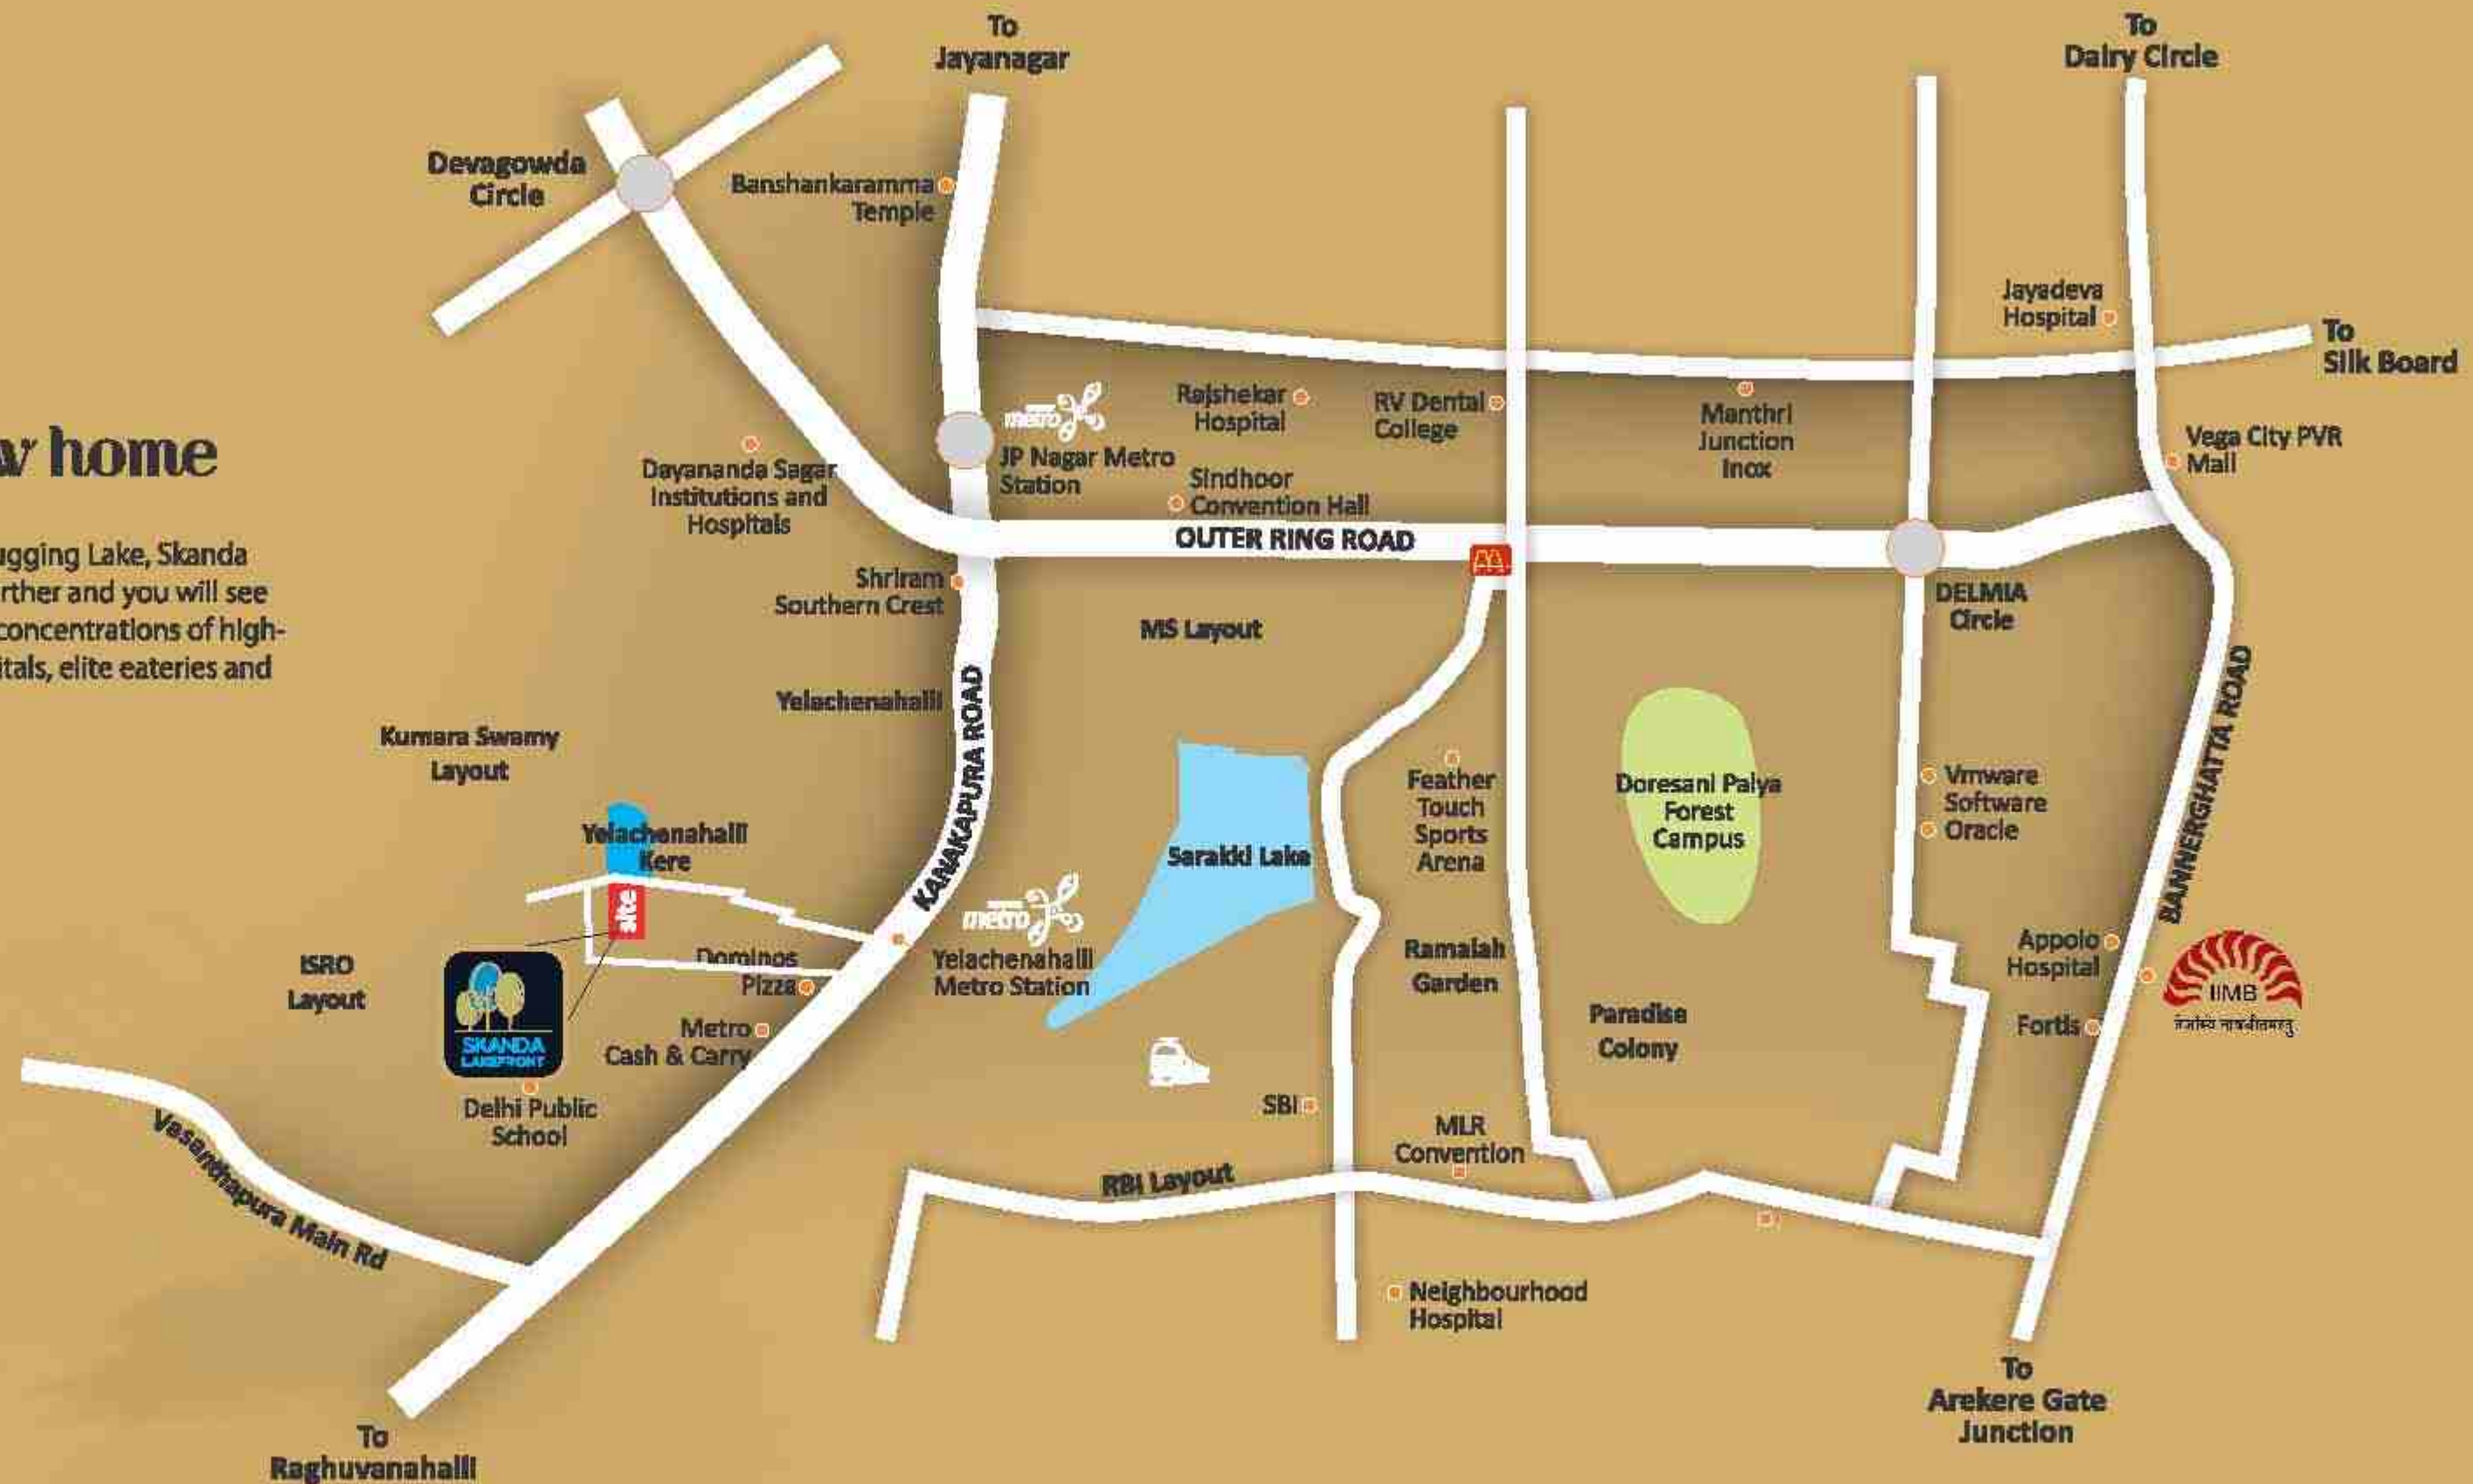 To
Jayanagar
To
Dairy Circle
Devagowda
Circle
Banshankaramma
Temple
Jayadeva
Hospital
To
Silk Board
metro
JP Nagar Metro
Station
Rajshekar
Hospital
RV Dental
College
Manthri
Junction
Inox
Vega City PVR
Mall
home
Dayananda Sagar
Institutions and
Hospitals
Sindhoor
Convention Hall
OUTER RING ROAD
ugging Lake, Skanda
rther and you will see
concentrations of high-
itals, elite eateries and
Shriram
Southern Crest
MS Layout
DELMIA
Circle
Yelachenahalli
KANAKAPURA ROAD
BANNERGHATTA ROAD
Kumara Swamy
Layout
Yelachenahalli
Kere
site
Sarakki Lake
Feather
Touch
Sports
Arena
Doresani Palya
Forest
Campus
Vmware
Software
Oracle
metro
Yelachenahalli
Metro Station
Dominos
Pizza
Metro
Cash & Carry
ISRO
Layout
SKANDA
LAKEFRONT
Delhi Public
School
Vasanthapura Main Rd
Ramaiah
Garden
Paradise
Colony
Appolo
Hospital
Fortis
IIMB
SBI
MLR
Convention
RBI Layout
Neighbourhood
Hospital
To
Raghuvanahalli
To
Arekere Gate
Junction